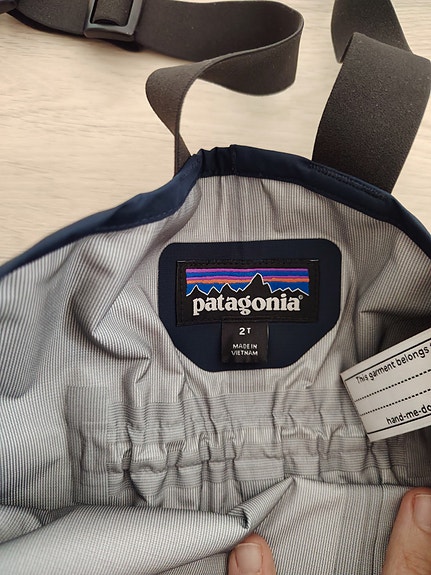 patagonia®
2T
MADE IN
VIETNAM
This garment belongs
hand-me-do